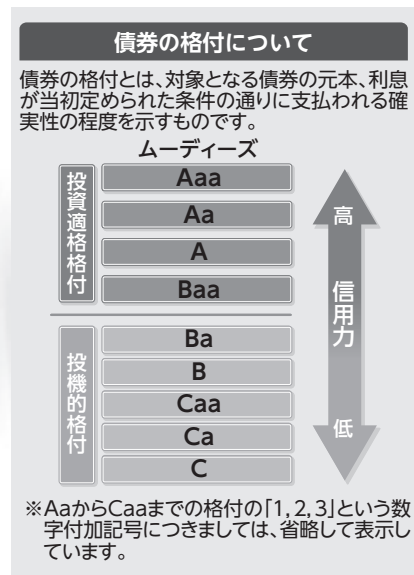 債券の格付について
債券の格付とは、対象となる債券の元本、利息
が当初定められた条件の通りに支払われる確
実性の程度を示すものです。
ムーディーズ
投資適格格付
Aaa
Aa
A
Baa
投機的格付
Ba
B
Caa
Ca
C
高
信用力
低
※AaからCaaまでの格付の「1,2,3」という数
字付加記号につきましては、省略して表示し
ています。